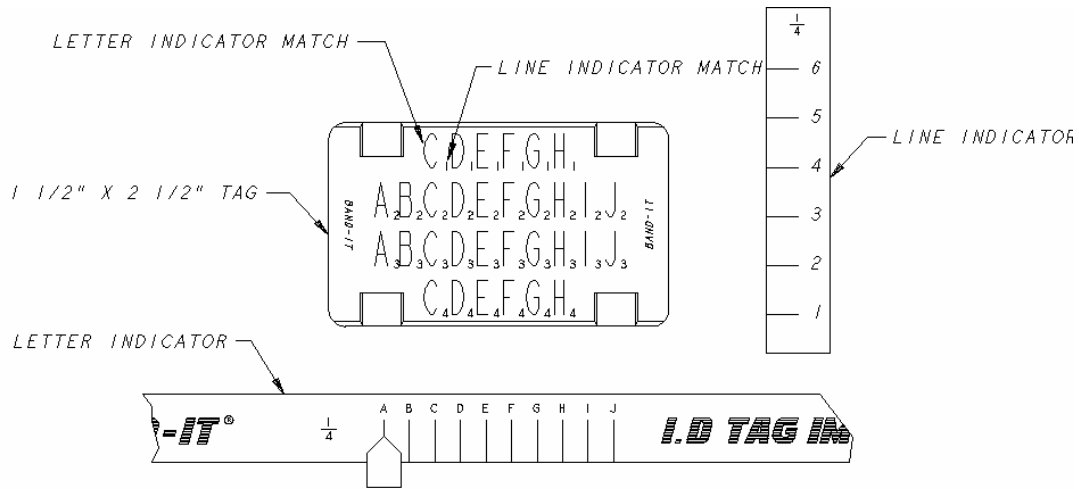 LETTER INDICATOR MATCH
LINE INDICATOR MATCH
1/4
6
5
4
3
2
1
LINE INDICATOR
1 1/2" X 2 1/2" TAG
C1D1E1F1G1H1
A2B2C2D2E2F2G2H2I2J2
A3B3C3D3E3F3G3H3I3J3
C4D4E4F4G4H4
BAND-IT
BAND-IT
LETTER INDICATOR
-IT®
1/4
A B C D E F G H I J
I.D TAG IM